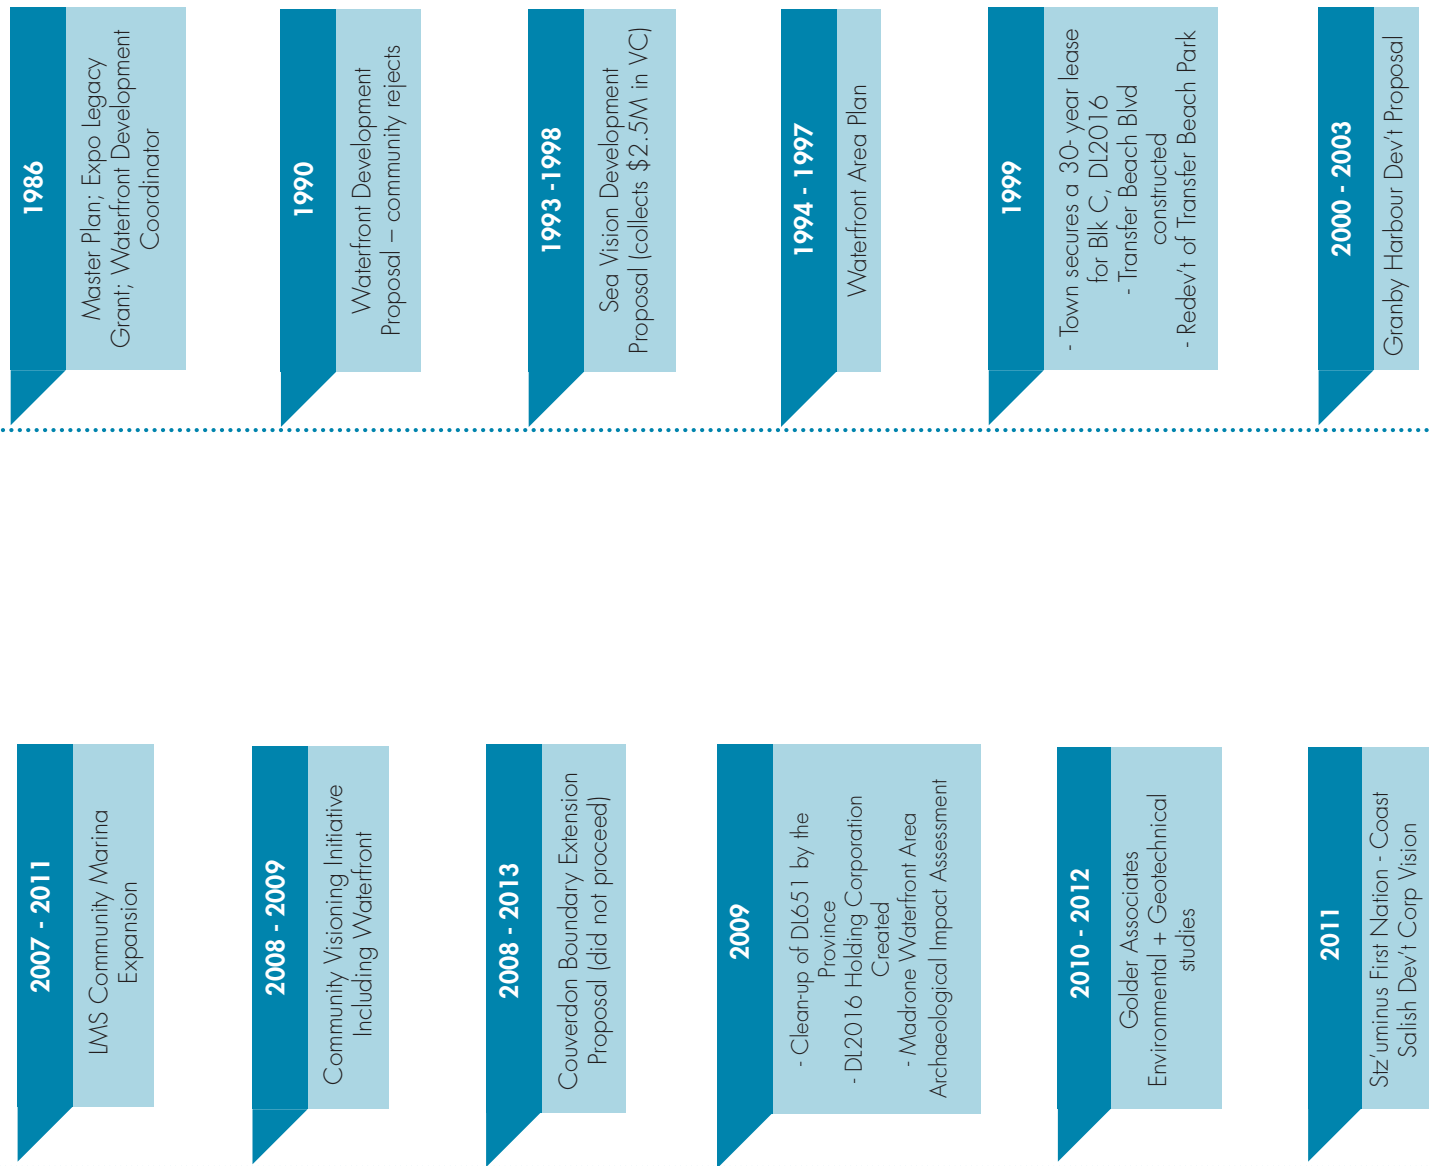 1986
Master Plan; Expo Legacy
Grant; Waterfront Development
Coordinator
1990
Waterfront Development
Proposal – community rejects
1993 -1998
Sea Vision Development
Proposal (collects $2.5M in VC)
1994 - 1997
Waterfront Area Plan
1999
- Town secures a 30- year lease
for Blk C, DL2016
- Transfer Beach Blvd
constructed
- Redev't of Transfer Beach Park
2000 - 2003
Granby Harbour Dev't Proposal
2007 - 2011
LMS Community Marina
Expansion
2008 - 2009
Community Visioning Initiative
Including Waterfront
2008 - 2013
Couverdon Boundary Extension
Proposal (did not proceed)
2009
- Clean-up of DL651 by the
Province
- DL2016 Holding Corporation
Created
- Madrone Waterfront Area
Archaeological Impact Assessment
2010 - 2012
Golder Associates
Environmental + Geotechnical
studies
2011
Stz'uminus First Nation - Coast
Salish Dev't Corp Vision